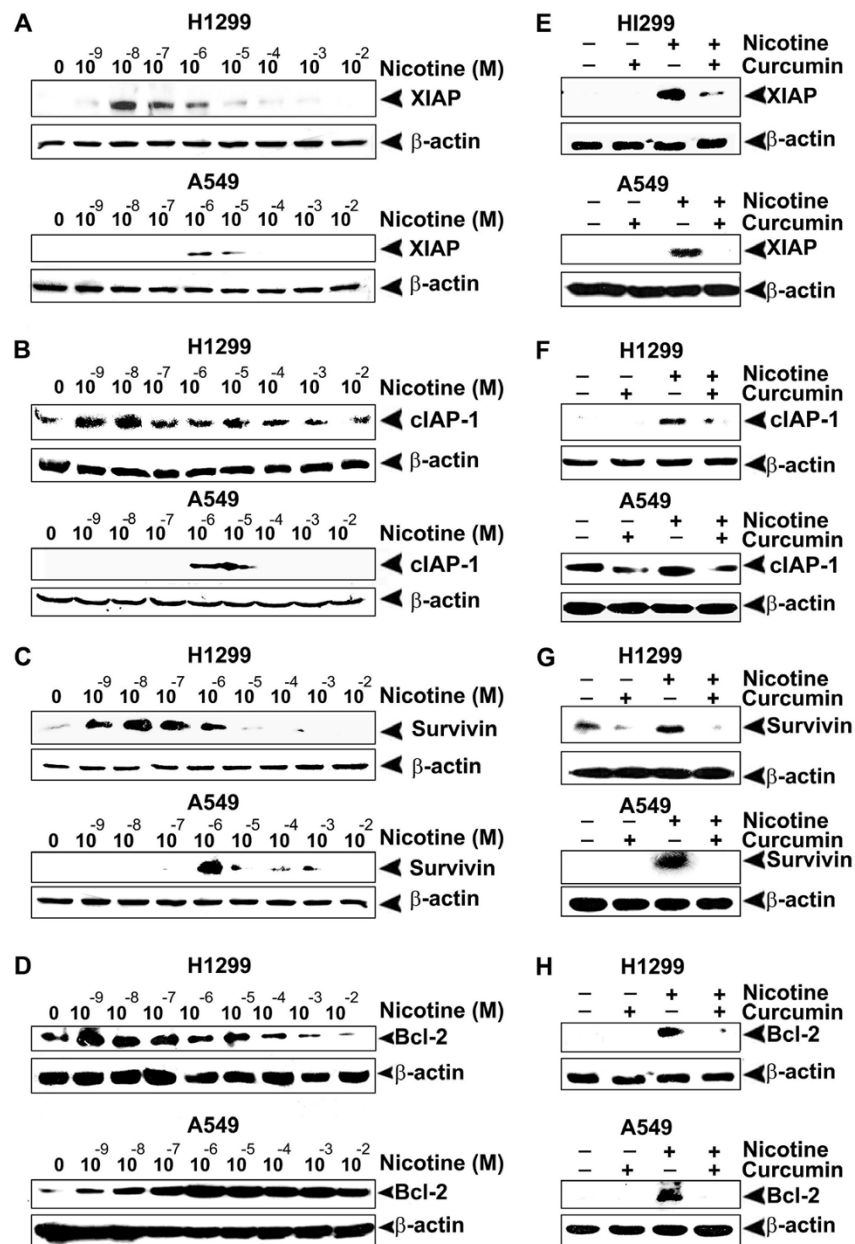 A
H1299
0 10-9 10-8 10-7 10-6 10-5 10-4 10-3 10-2 Nicotine (M)
XIAP
β-actin
A549
0 10-9 10-8 10-7 10-6 10-5 10-4 10-3 10-2 Nicotine (M)
XIAP
β-actin
B
H1299
0 10-9 10-8 10-7 10-6 10-5 10-4 10-3 10-2 Nicotine (M)
cIAP-1
β-actin
A549
0 10-9 10-8 10-7 10-6 10-5 10-4 10-3 10-2 Nicotine (M)
cIAP-1
β-actin
C
H1299
0 10-9 10-8 10-7 10-6 10-5 10-4 10-3 10-2 Nicotine (M)
Survivin
β-actin
A549
0 10-9 10-8 10-7 10-6 10-5 10-4 10-3 10-2 Nicotine (M)
Survivin
β-actin
D
H1299
0 10-9 10-8 10-7 10-6 10-5 10-4 10-3 10-2 Nicotine (M)
Bcl-2
β-actin
A549
0 10-9 10-8 10-7 10-6 10-5 10-4 10-3 10-2 Nicotine (M)
Bcl-2
β-actin
E
HI299
− − + + Nicotine
− + − + Curcumin
XIAP
β-actin
A549
− − + + Nicotine
− + − + Curcumin
XIAP
β-actin
F
H1299
− − + + Nicotine
− + − + Curcumin
cIAP-1
β-actin
A549
− − + + Nicotine
− + − + Curcumin
cIAP-1
β-actin
G
H1299
− − + + Nicotine
− + − + Curcumin
Survivin
β-actin
A549
− − + + Nicotine
− + − + Curcumin
Survivin
β-actin
H
H1299
− − + + Nicotine
− + − + Curcumin
Bcl-2
β-actin
A549
− − + + Nicotine
− + − + Curcumin
Bcl-2
β-actin